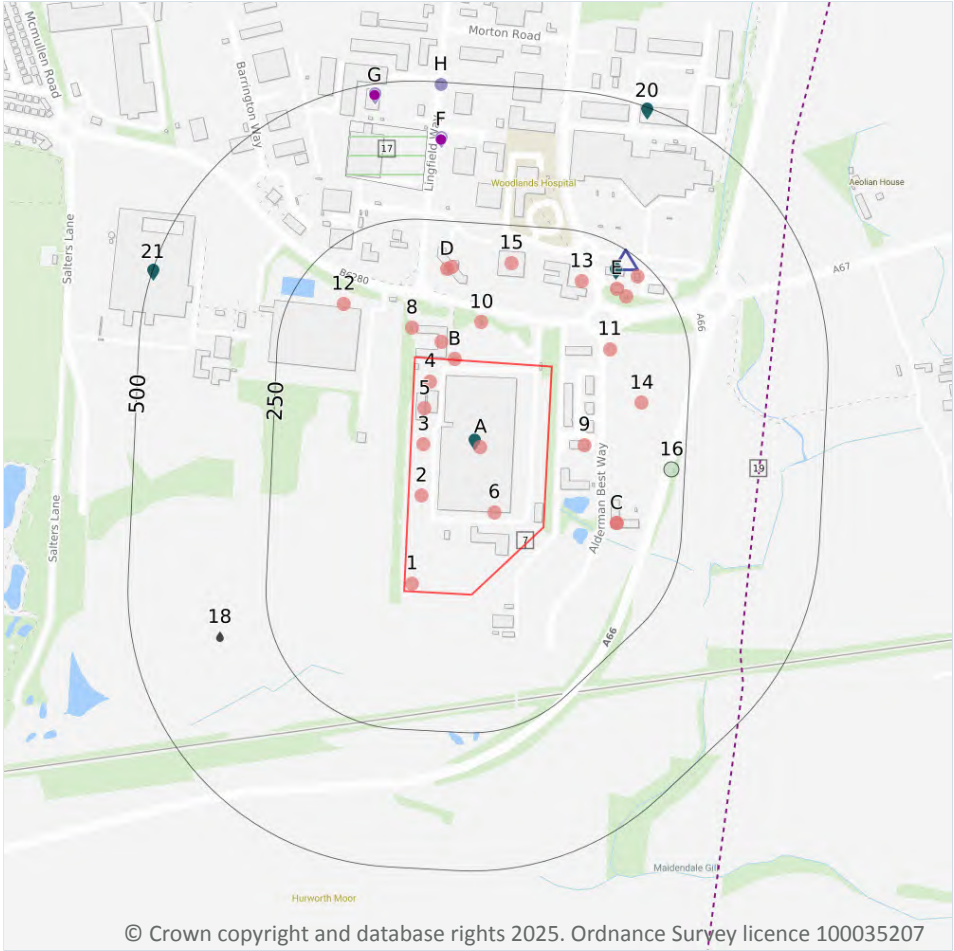 Morton Road
McMullen Road
Barrington Way
H
G
20
F
17
Lingfield Way
Woodlands Hospital
Aeolian House
Salters Lane
21
D
15
E
13
A67
B6280
12
8
10
A66
B
11
4
500
250
5
14
3
A
9
16
19
2
6
C
Alderman Best Way
7
1
Salters Lane
18
A66
Maidendale Gill
Hurworth Moor
© Crown copyright and database rights 2025. Ordnance Survey licence 100035207